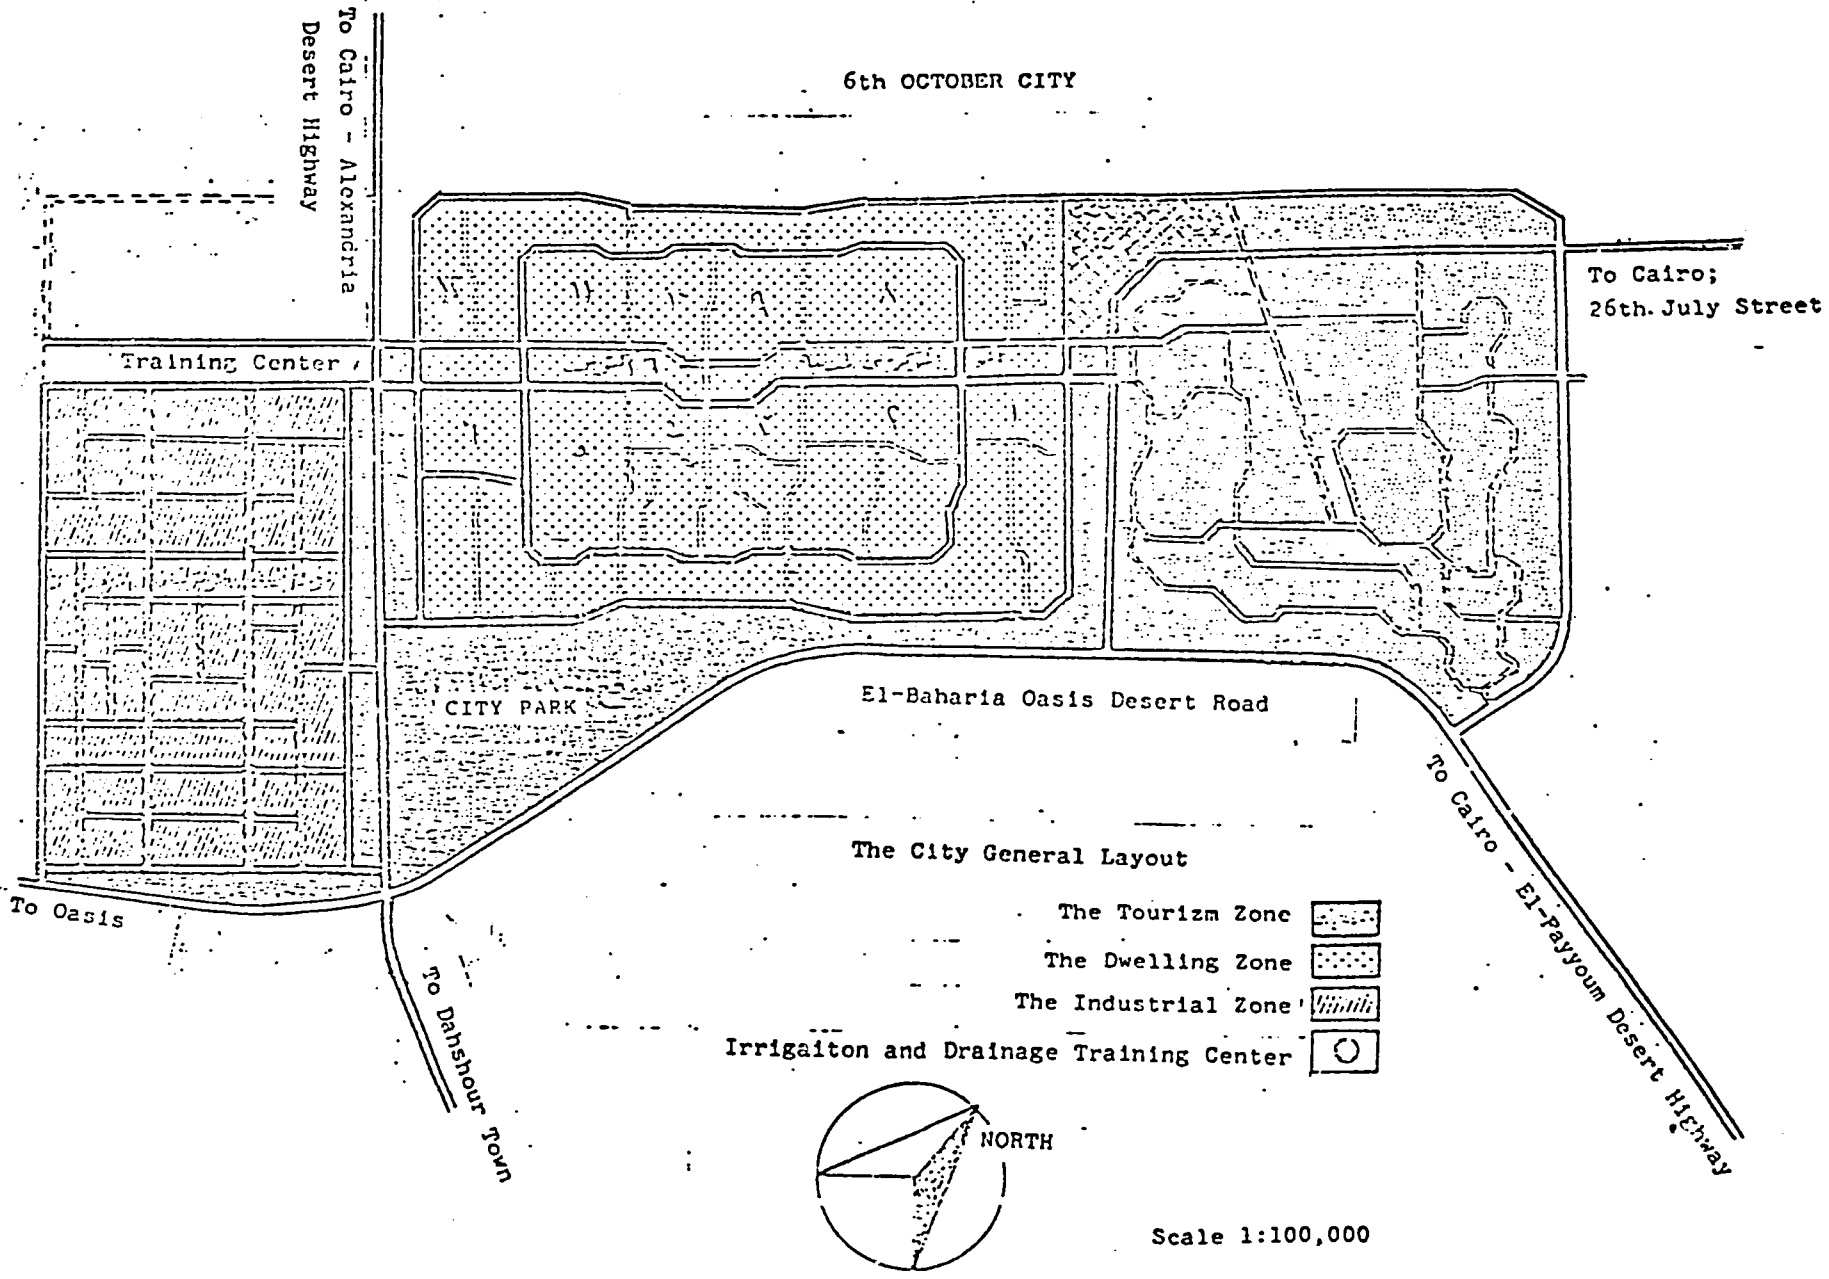 6th OCTOBER CITY
To Cairo - Alexandria
Desert Highway
To Cairo;
26th July Street
Training Center
CITY PARK
El-Baharia Oasis Desert Road
To Oasis
To Dahshour Town
To Cairo - El-Payyoum Desert Highway
The City General Layout
The Tourizm Zone
The Dwelling Zone
The Industrial Zone
Irrigaiton and Drainage Training Center
NORTH
Scale 1:100,000